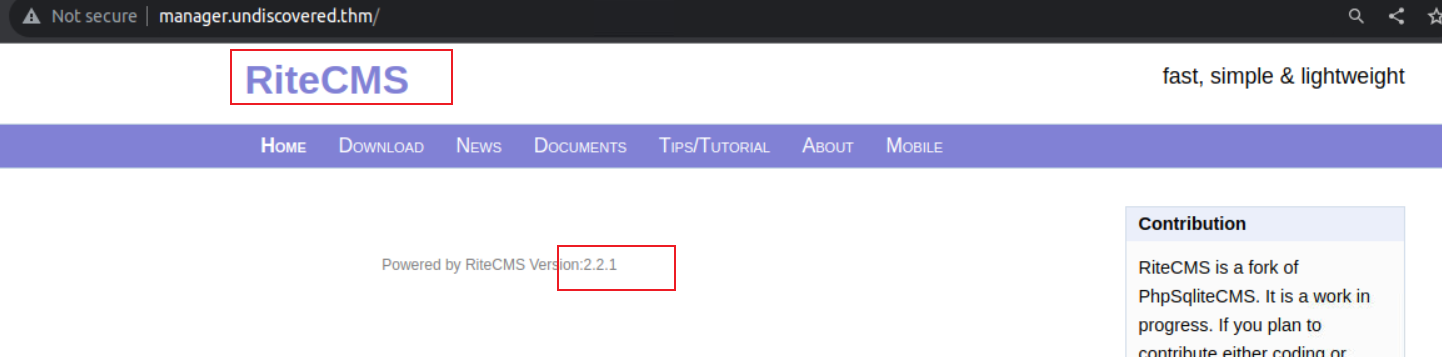 Not secure manager.undiscovered.thm/
RiteCMS
fast, simple & lightweight
Home Download News Documents Tips/Tutorial About Mobile
Contribution
Powered by RiteCMS Version:2.2.1
RiteCMS is a fork of
PhpSqliteCMS. It is a work in
progress. If you plan to
contribute either coding or